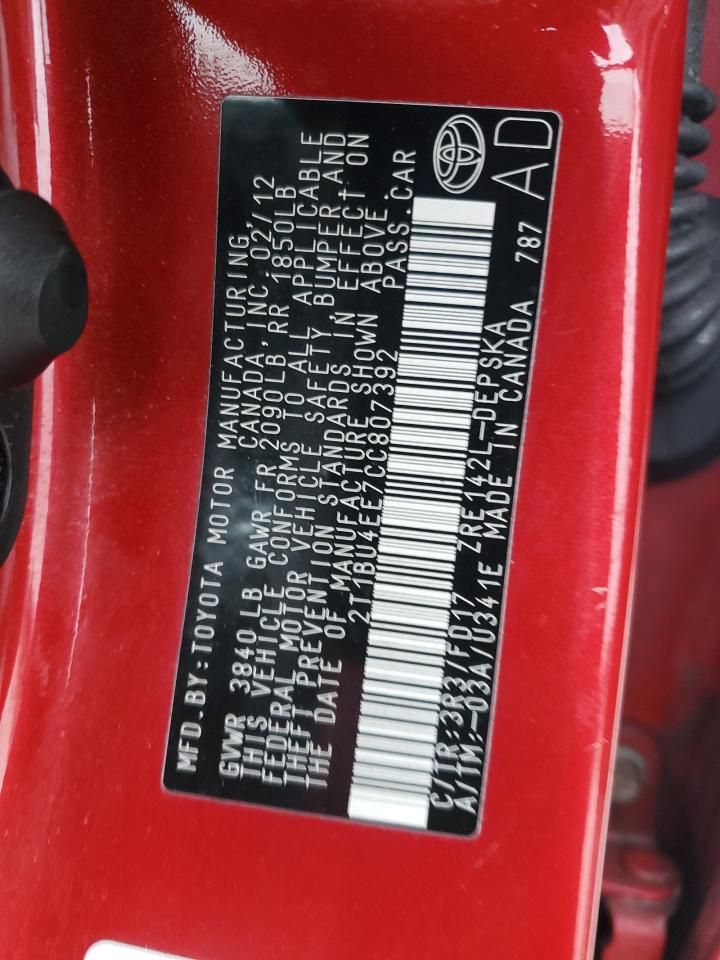 MFD.BY:TOYOTA MOTOR MANUFACTURING
CANADA, INC. 02/12
GVWR 3840LB GAWR FR 2090LB, RR 1850LB
THIS VEHICLE CONFORMS TO ALL APPLICABLE
FEDERAL MOTOR VEHICLE SAFETY, BUMPER AND
THEFT PREVENTION STANDARDS IN EFFECT ON
THE DATE OF MANUFACTURE SHOWN ABOVE.
2T1BU4EE7CC807392 PASS.CAR
C/TR:3R3/FD17 ZRE142L-DEPSKA
A/TM:-03A/U341E MADE IN CANADA 787
AD